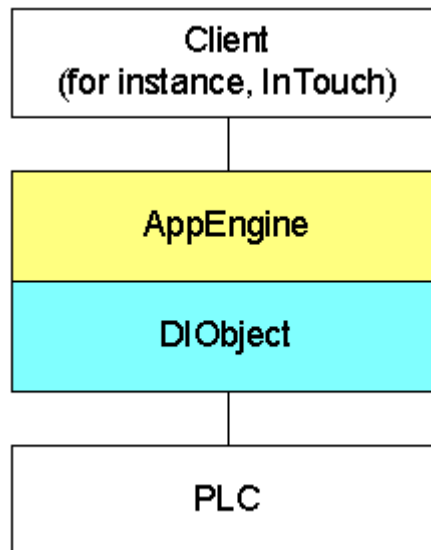 Client
(for instance, InTouch)
AppEngine
DIObject
PLC